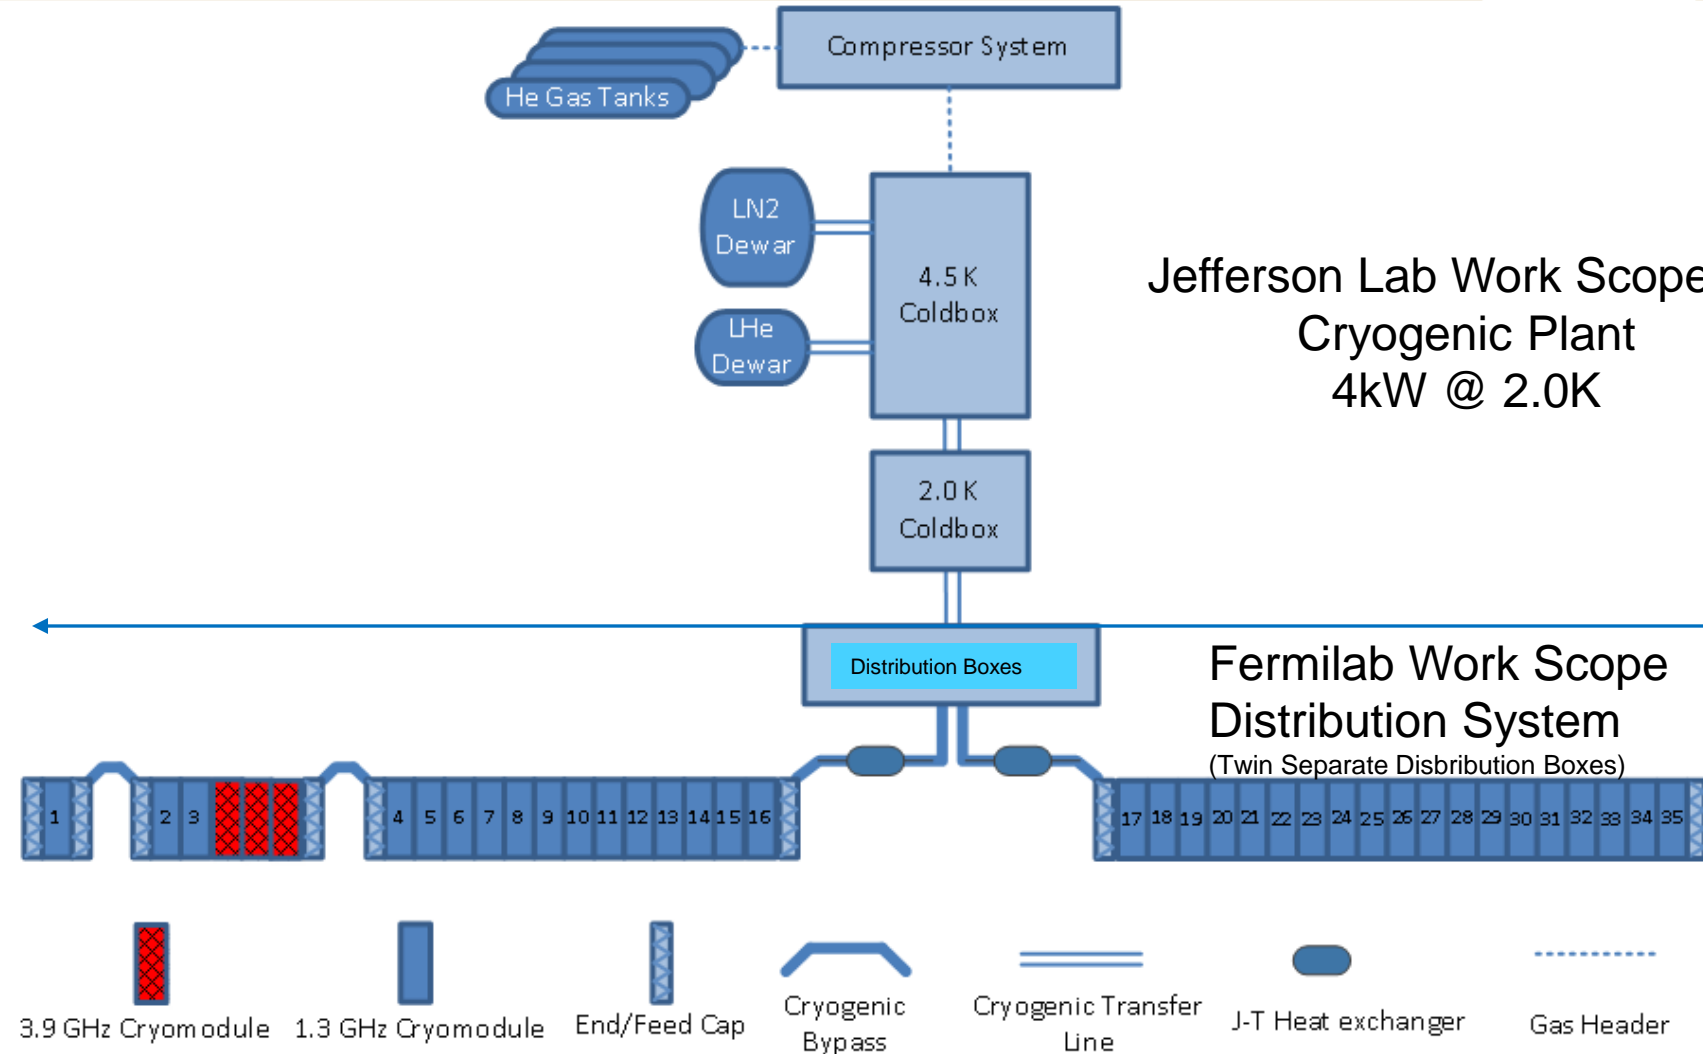 Compressor System
He Gas Tanks
LN2
Dewar
4.5 K
Coldbox
LHe
Dewar
Jefferson Lab Work Scope
Cryogenic Plant
4kW @ 2.0K
2.0 K
Coldbox
Distribution Boxes
Fermilab Work Scope
Distribution System
(Twin Separate Disbribution Boxes)
1 2 3 4 5 6 7 8 9 10 11 12 13 14 15 16 17 18 19 20 21 22 23 24 25 26 27 28 29 30 31 32 33 34 35
3.9 GHz Cryomodule
1.3 GHz Cryomodule
End/Feed Cap
Cryogenic
Bypass
Cryogenic Transfer
Line
J-T Heat exchanger
Gas Header